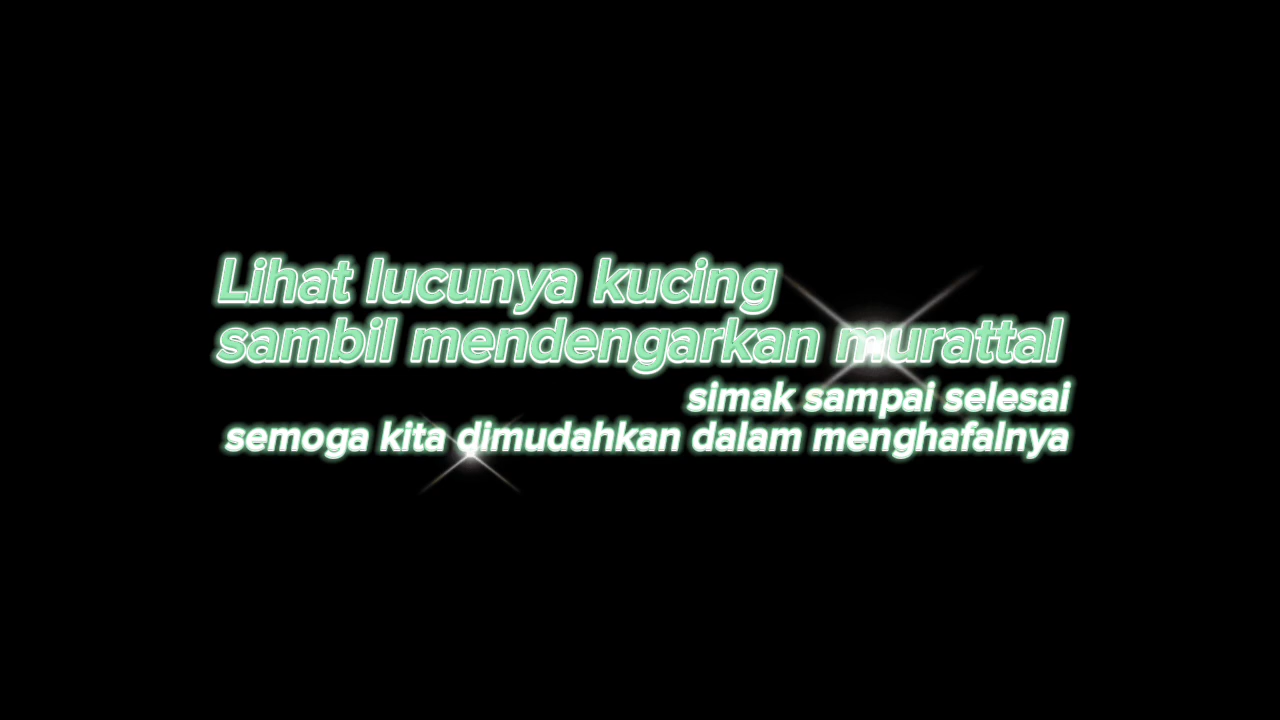 Lihat lucunya kucing
sambil mendengarkan murattal
simak sampai selesai
semoga kita dimudahkan dalam menghafalnya